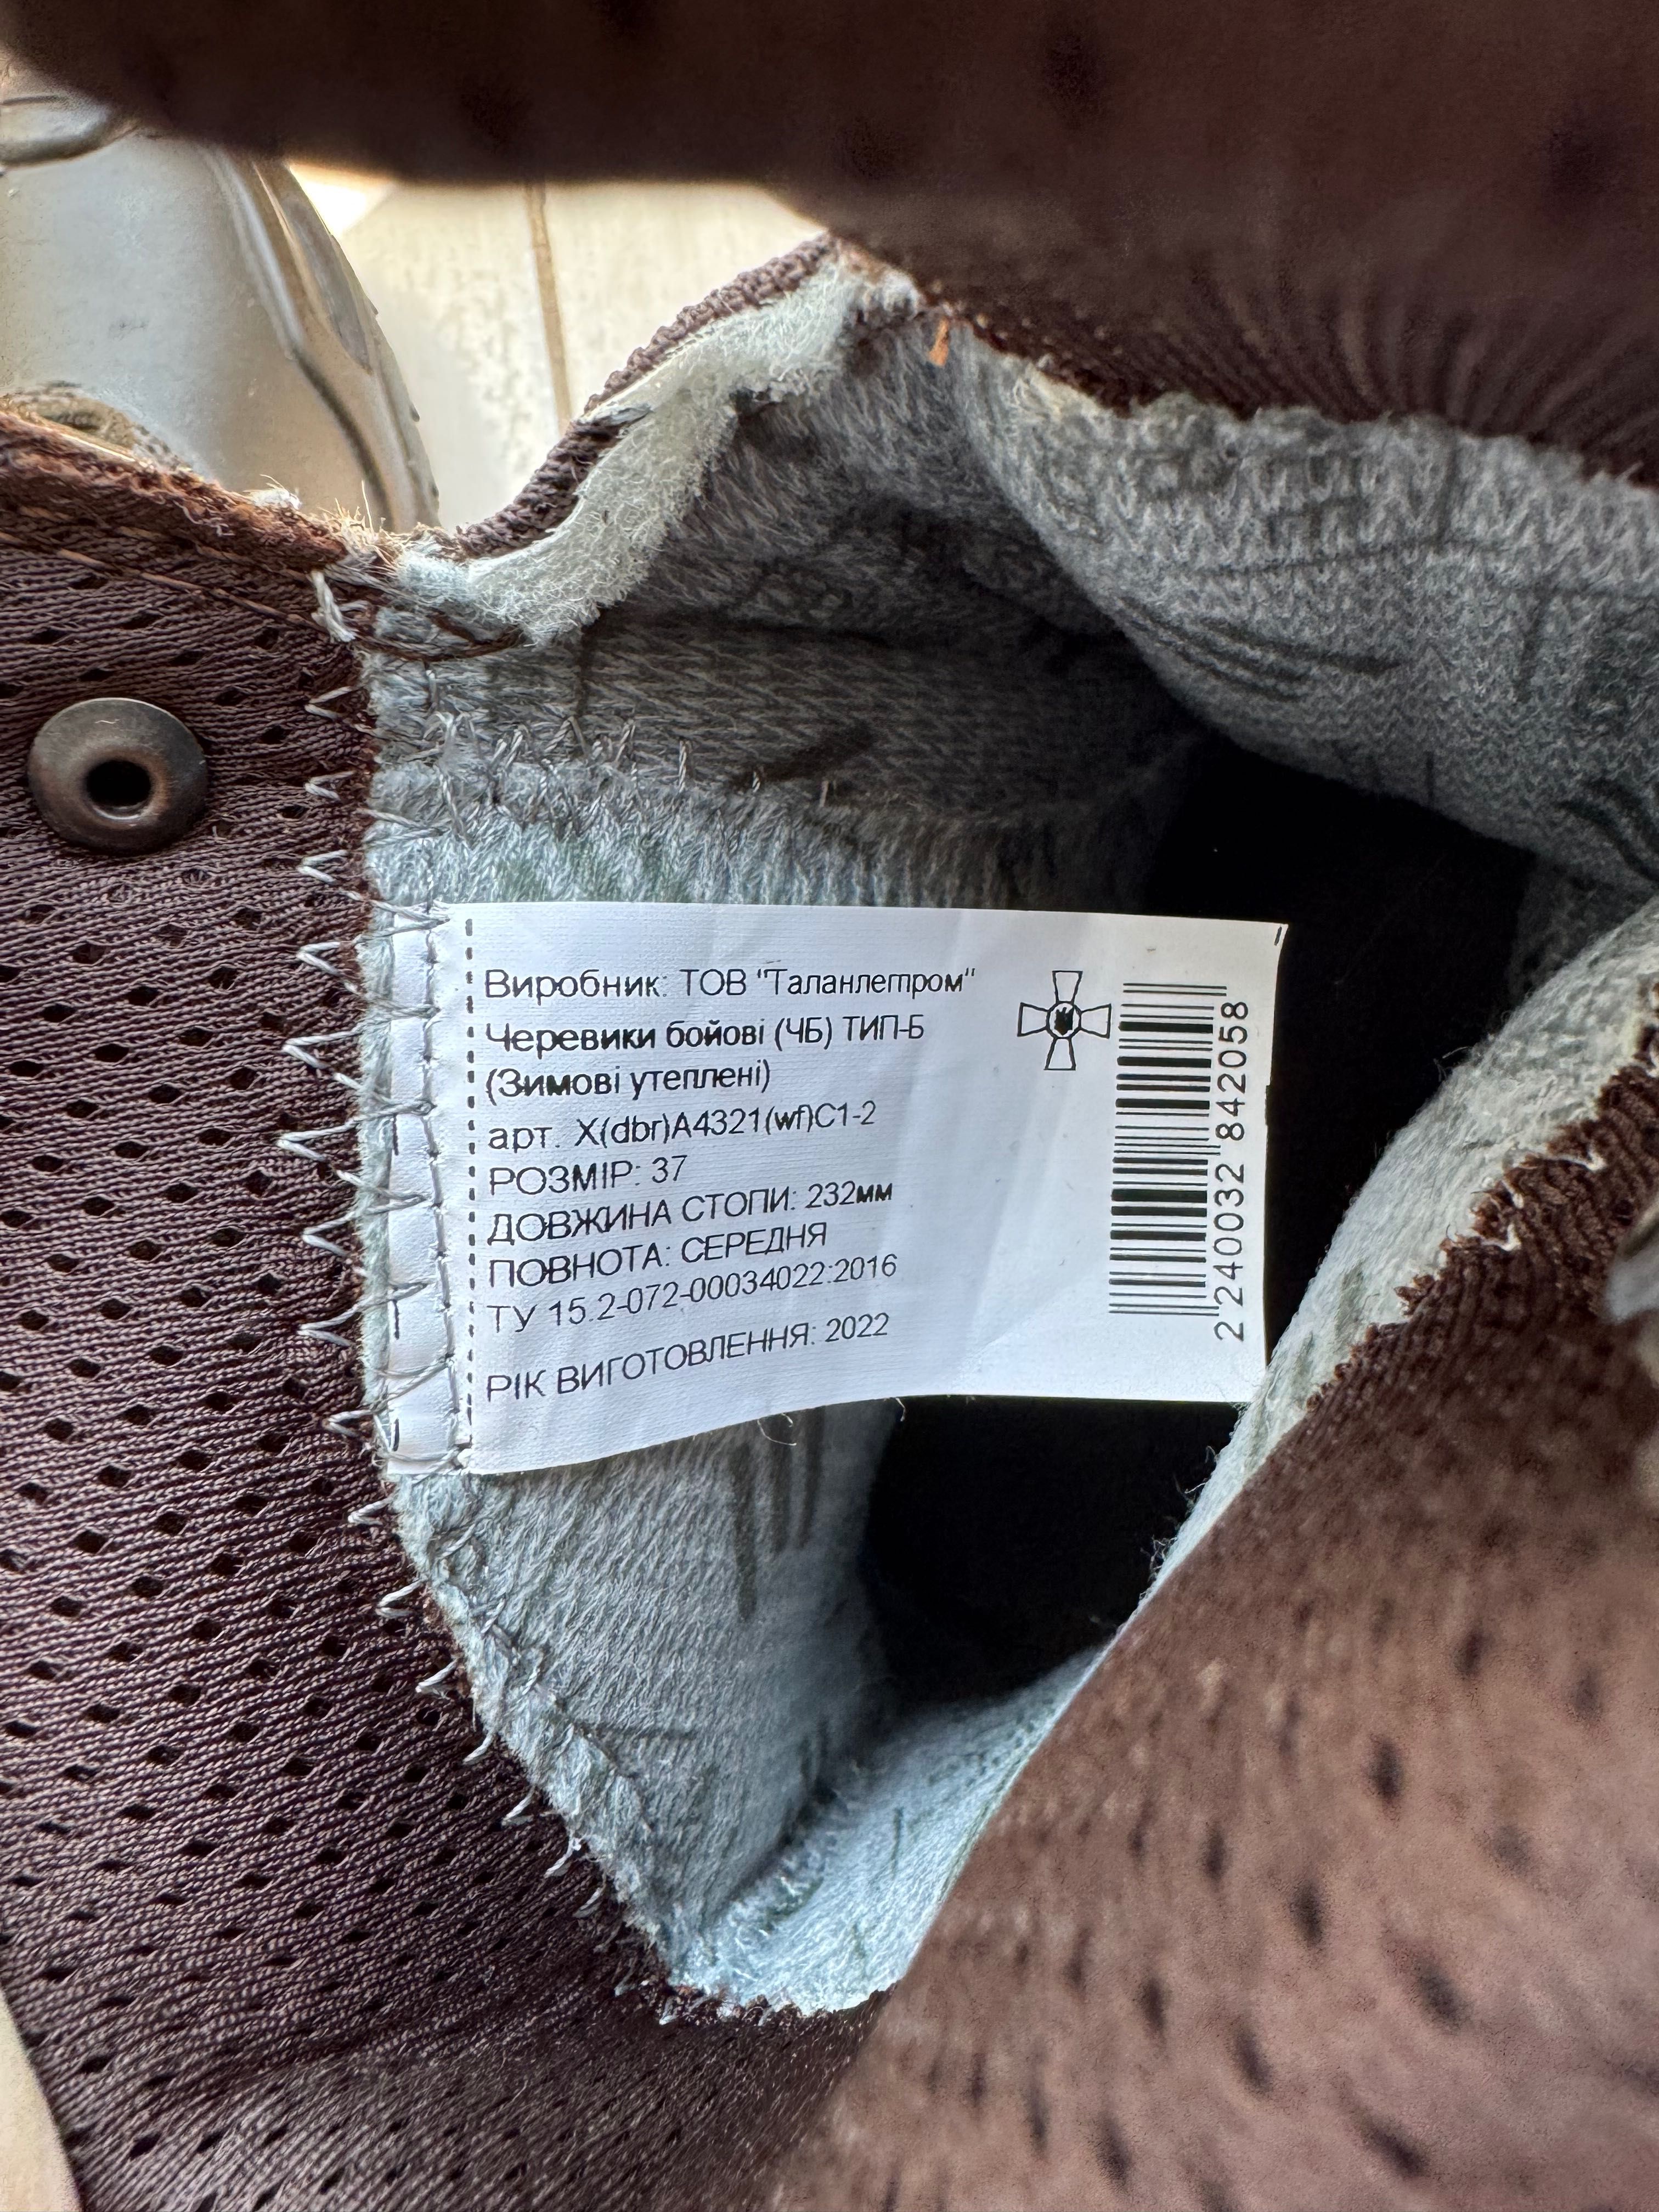 Виробник: ТОВ "Таланлегпром"
Черевики бойові (ЧБ) ТИП-Б
(Зимові утеплені)
арт. X(dbr)A4321(wf)C1-2
РОЗМІР: 37
ДОВЖИНА СТОПИ: 232мм
ПОВНОТА: СЕРЕДНЯ
ТУ 15.2-072-00034022:2016
РІК ВИГОТОВЛЕННЯ: 2022
2 240032 842058